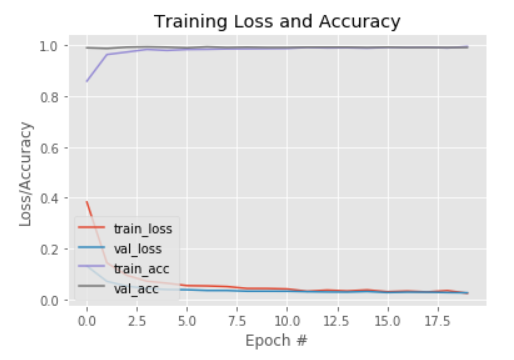 Training Loss and Accuracy
1.0
0.8
0.6
0.4
0.2
0.0
Loss/Accuracy
train_loss
val_loss
train_acc
val_acc
0.0 2.5 5.0 7.5 10.0 12.5 15.0 17.5
Epoch #